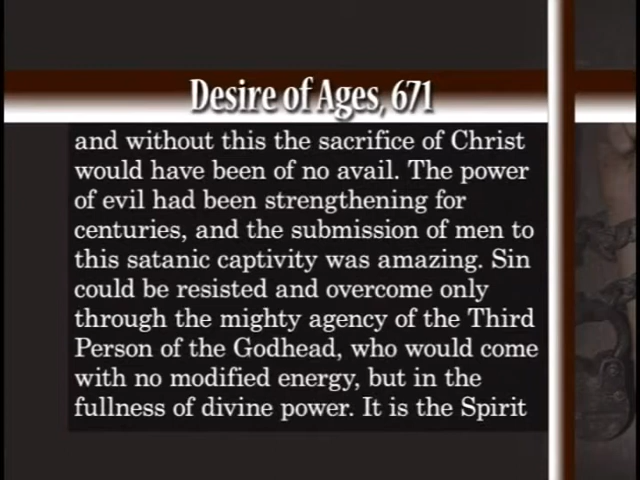 Desire of Ages, 671
and without this the sacrifice of Christ
would have been of no avail. The power
of evil had been strengthening for
centuries, and the submission of men to
this satanic captivity was amazing. Sin
could be resisted and overcome only
through the mighty agency of the Third
Person of the Godhead, who would come
with no modified energy, but in the
fullness of divine power. It is the Spirit